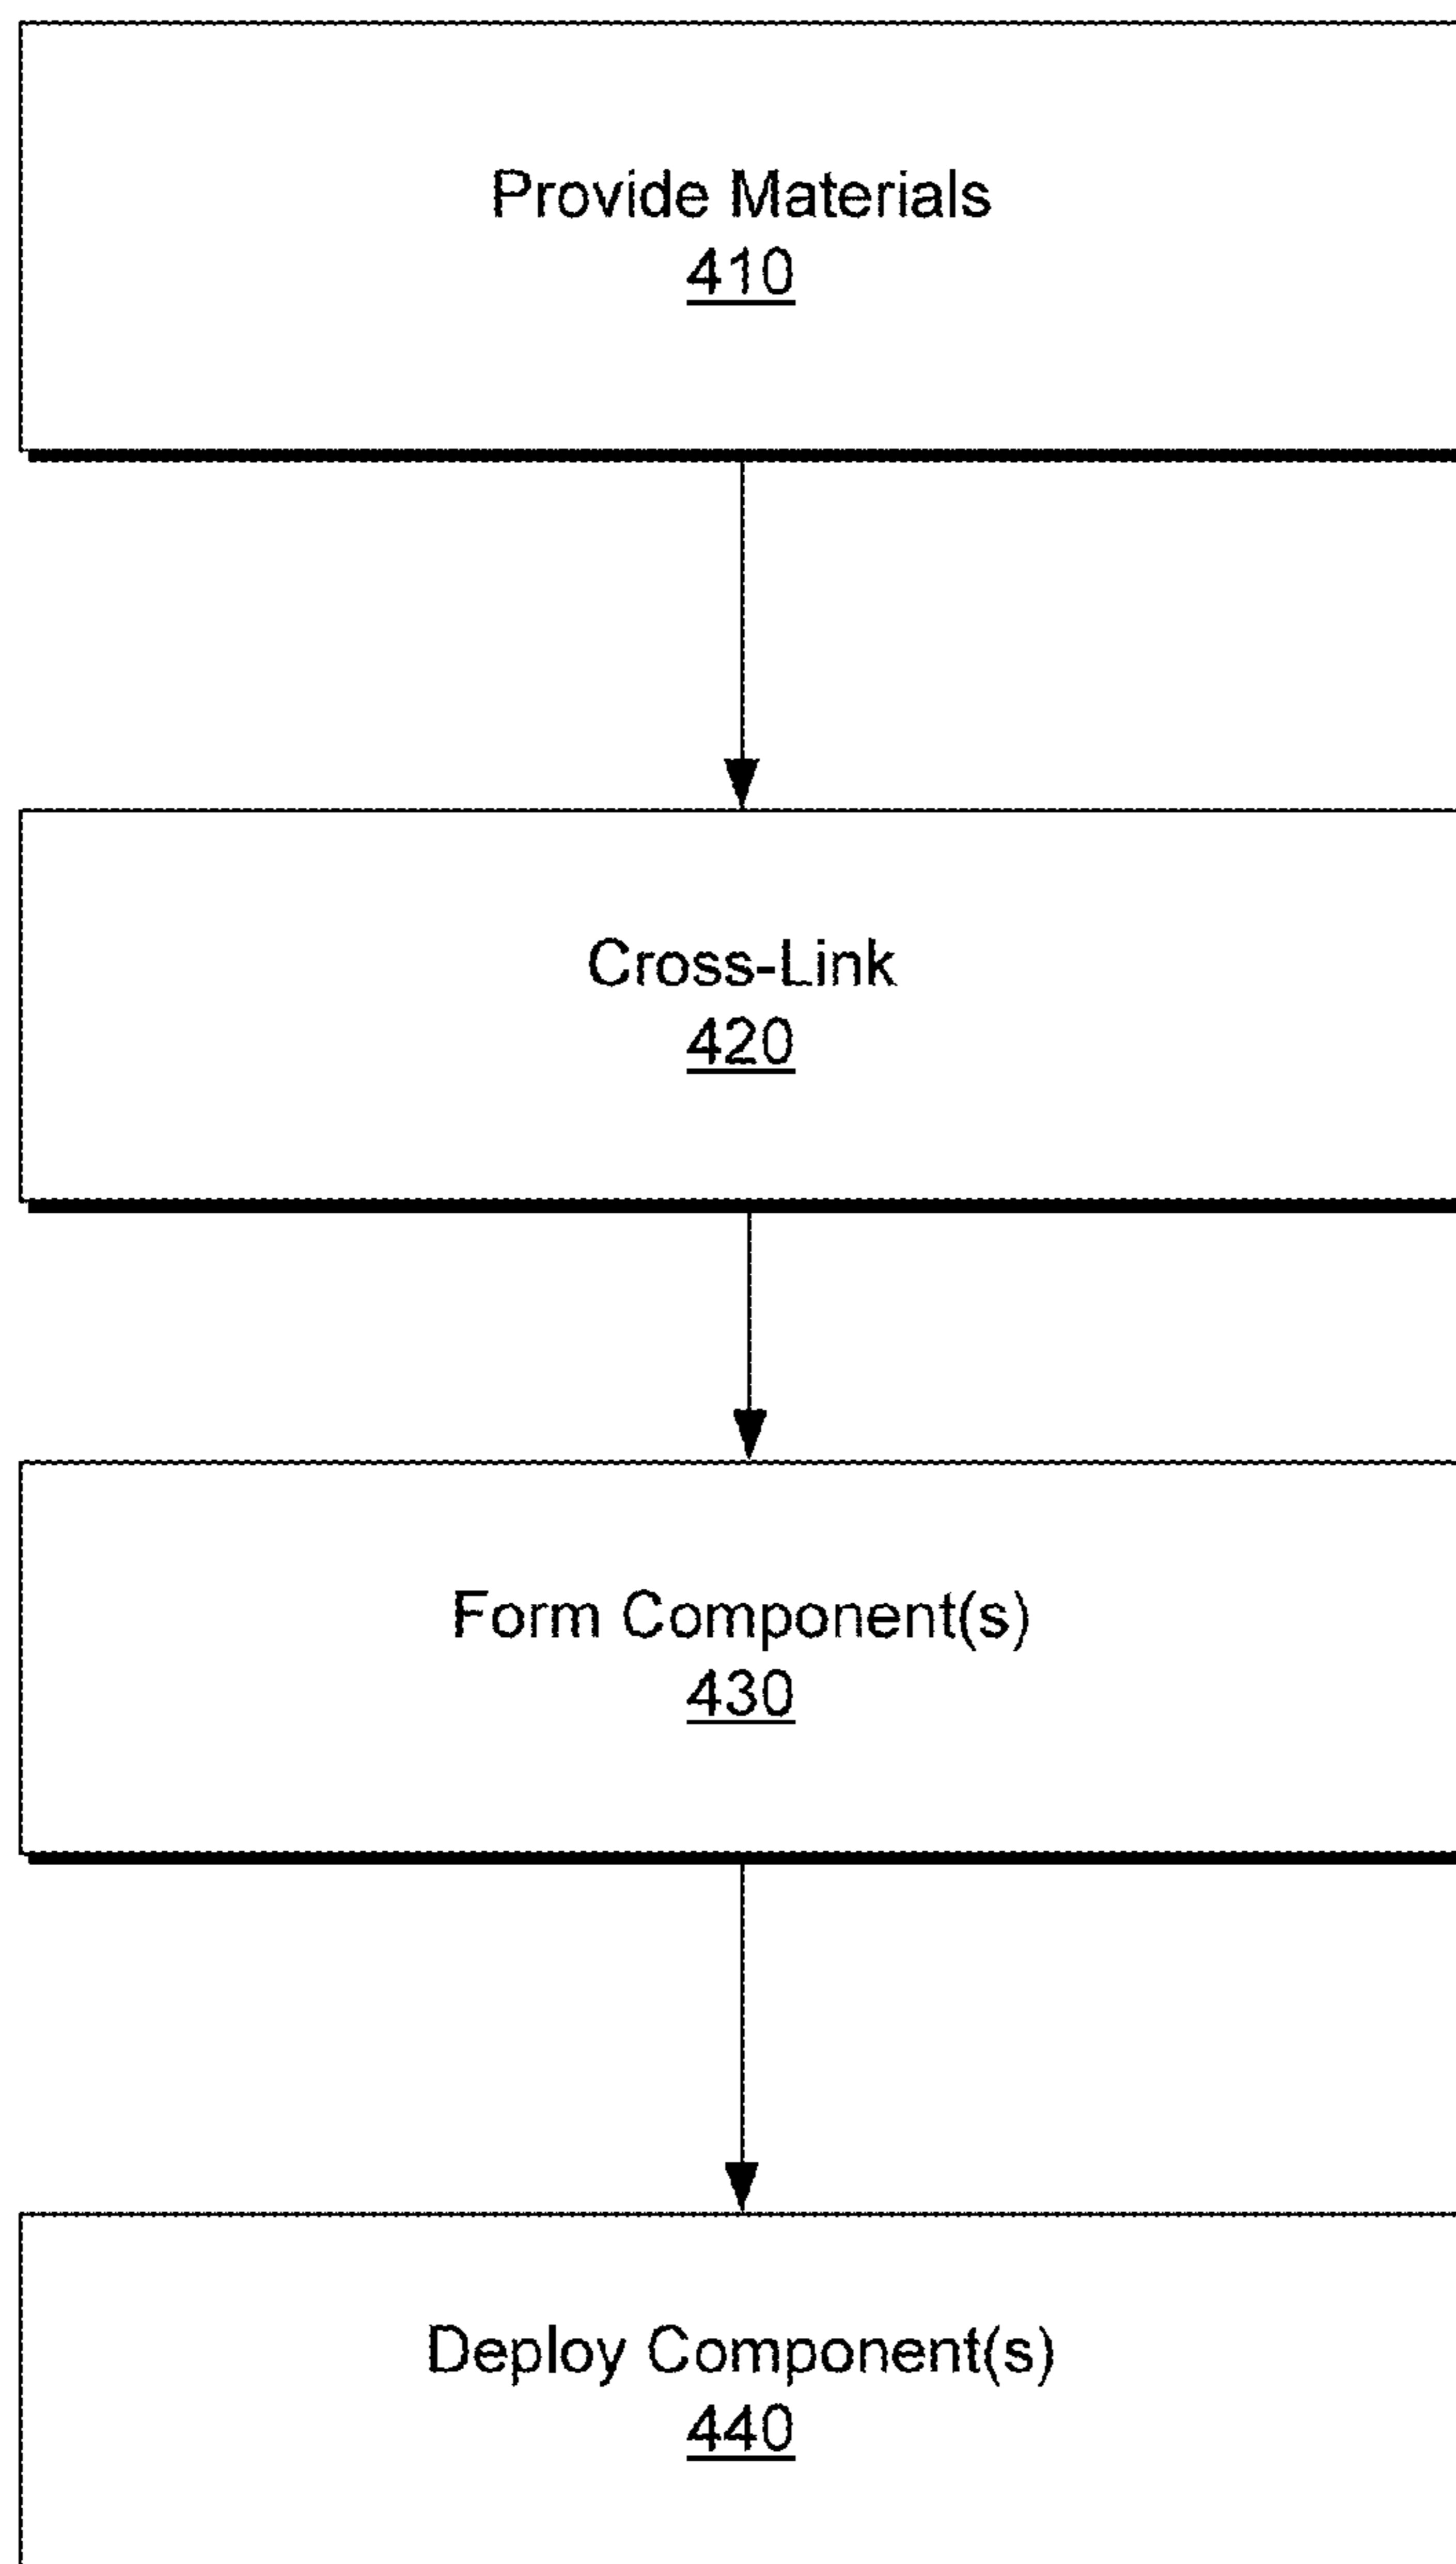 Provide Materials
410
Cross-Link
420
Form Component(s)
430
Deploy Component(s)
440